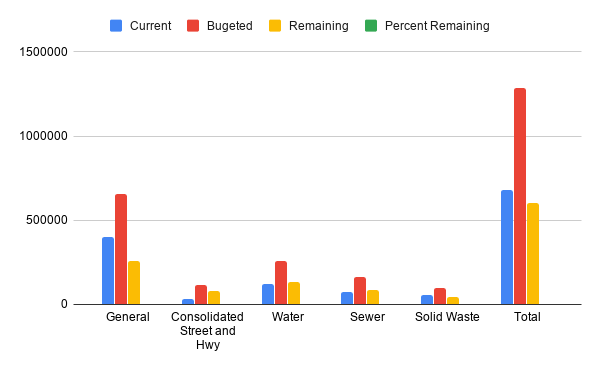 Current Bugeted Remaining Percent Remaining
1500000
1000000
500000
0
General Consolidated Street and Hwy Water Sewer Solid Waste Total